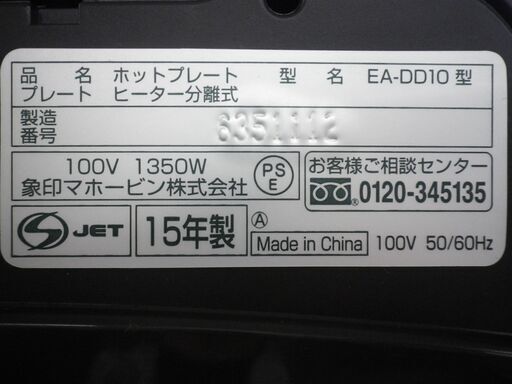 品 名 ホットプレート 型 名 EA-DD10 型
プレート ヒーター分離式
製造
番号 6351112
100V 1350W
象印マホービン株式会社
PS
E
お客様ご相談センター
0120-345135
S JET
15年製
A
Made in China
100V 50/60Hz